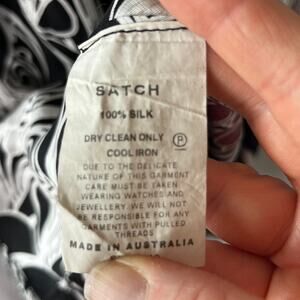 SATCH
100% SILK
DRY CLEAN ONLY Ⓟ
COOL IRON
DUE TO THE DELICATE
NATURE OF THIS GARMENT
CARE MUST BE TAKEN
WEARING WATCHES AND
JEWELLERY. WE WILL NOT
BE RESPONSIBLE FOR ANY
GARMENTS WITH PULLED
THREADS
MADE IN AUSTRALIA